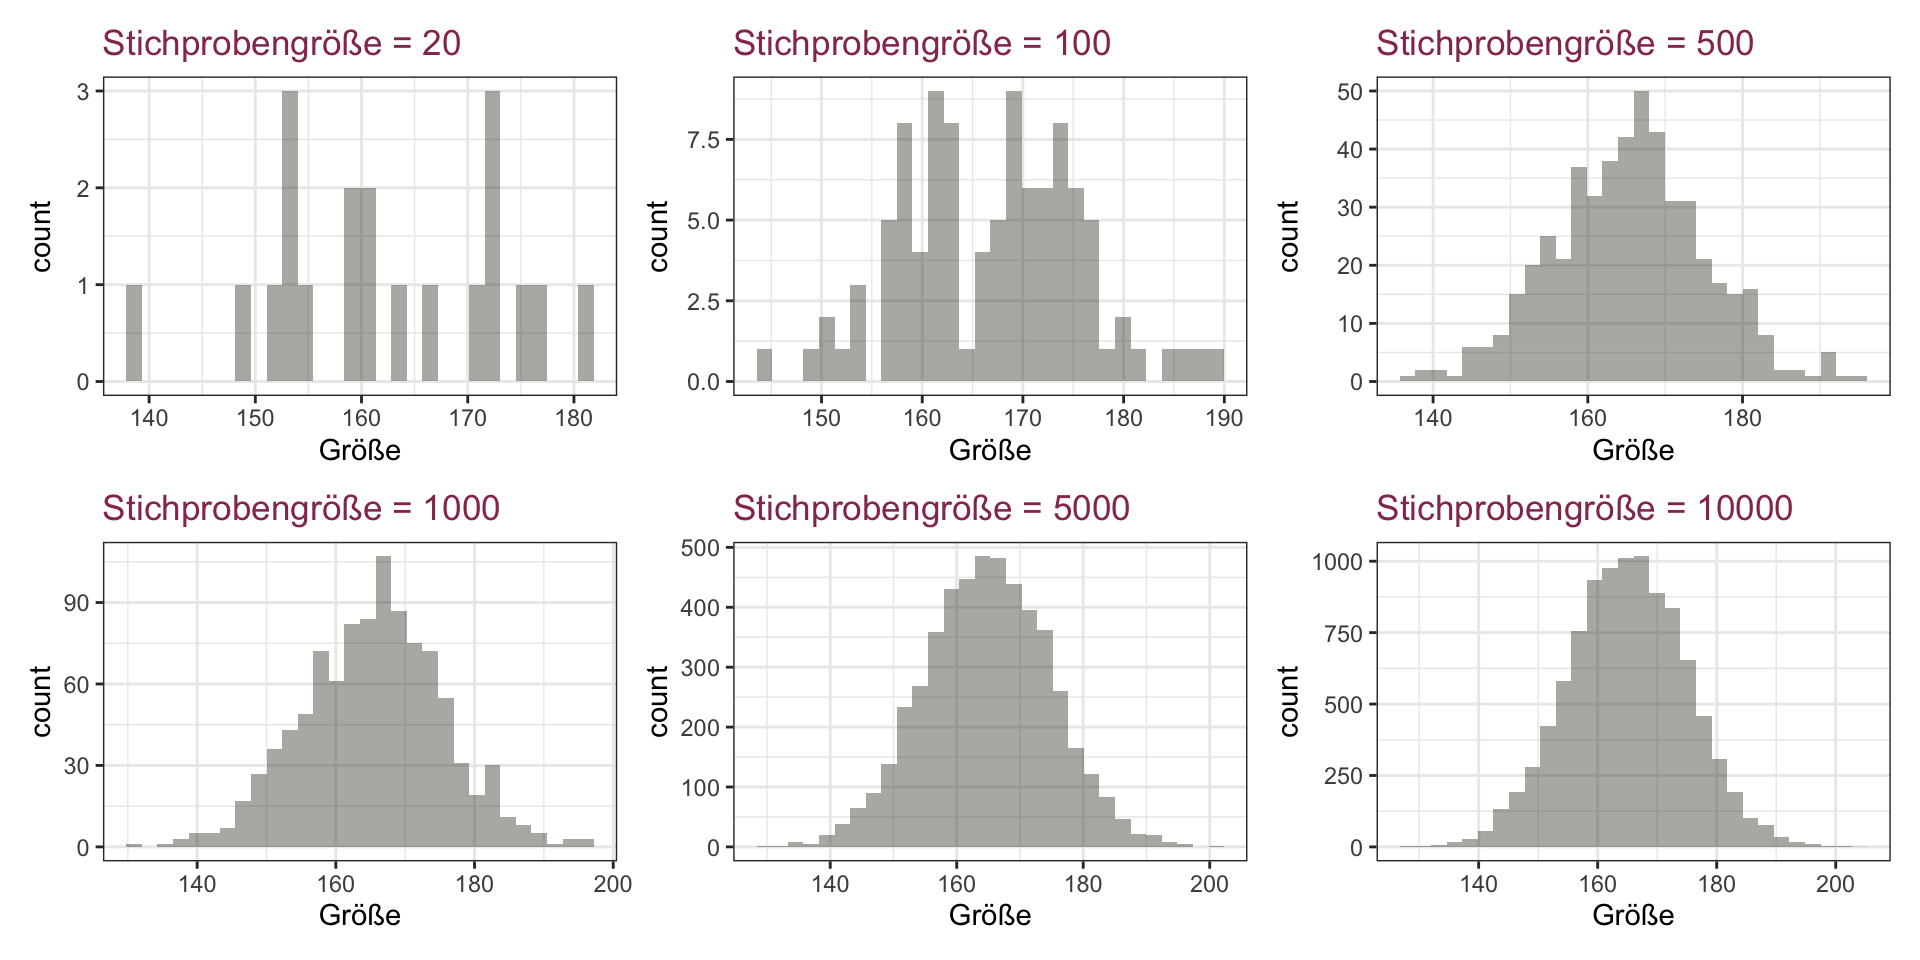 Stichprobengröße = 20
3
2
1
0
count
140 150 160 170 180
Größe
Stichprobengröße = 100
7.5
5.0
2.5
0.0
count
150 160 170 180 190
Größe
Stichprobengröße = 500
50
40
30
20
10
0
count
140 160 180
Größe
Stichprobengröße = 1000
90
60
30
0
count
140 160 180 200
Größe
Stichprobengröße = 5000
500
400
300
200
100
0
count
140 160 180 200
Größe
Stichprobengröße = 10000
1000
750
500
250
0
count
140 160 180 200
Größe